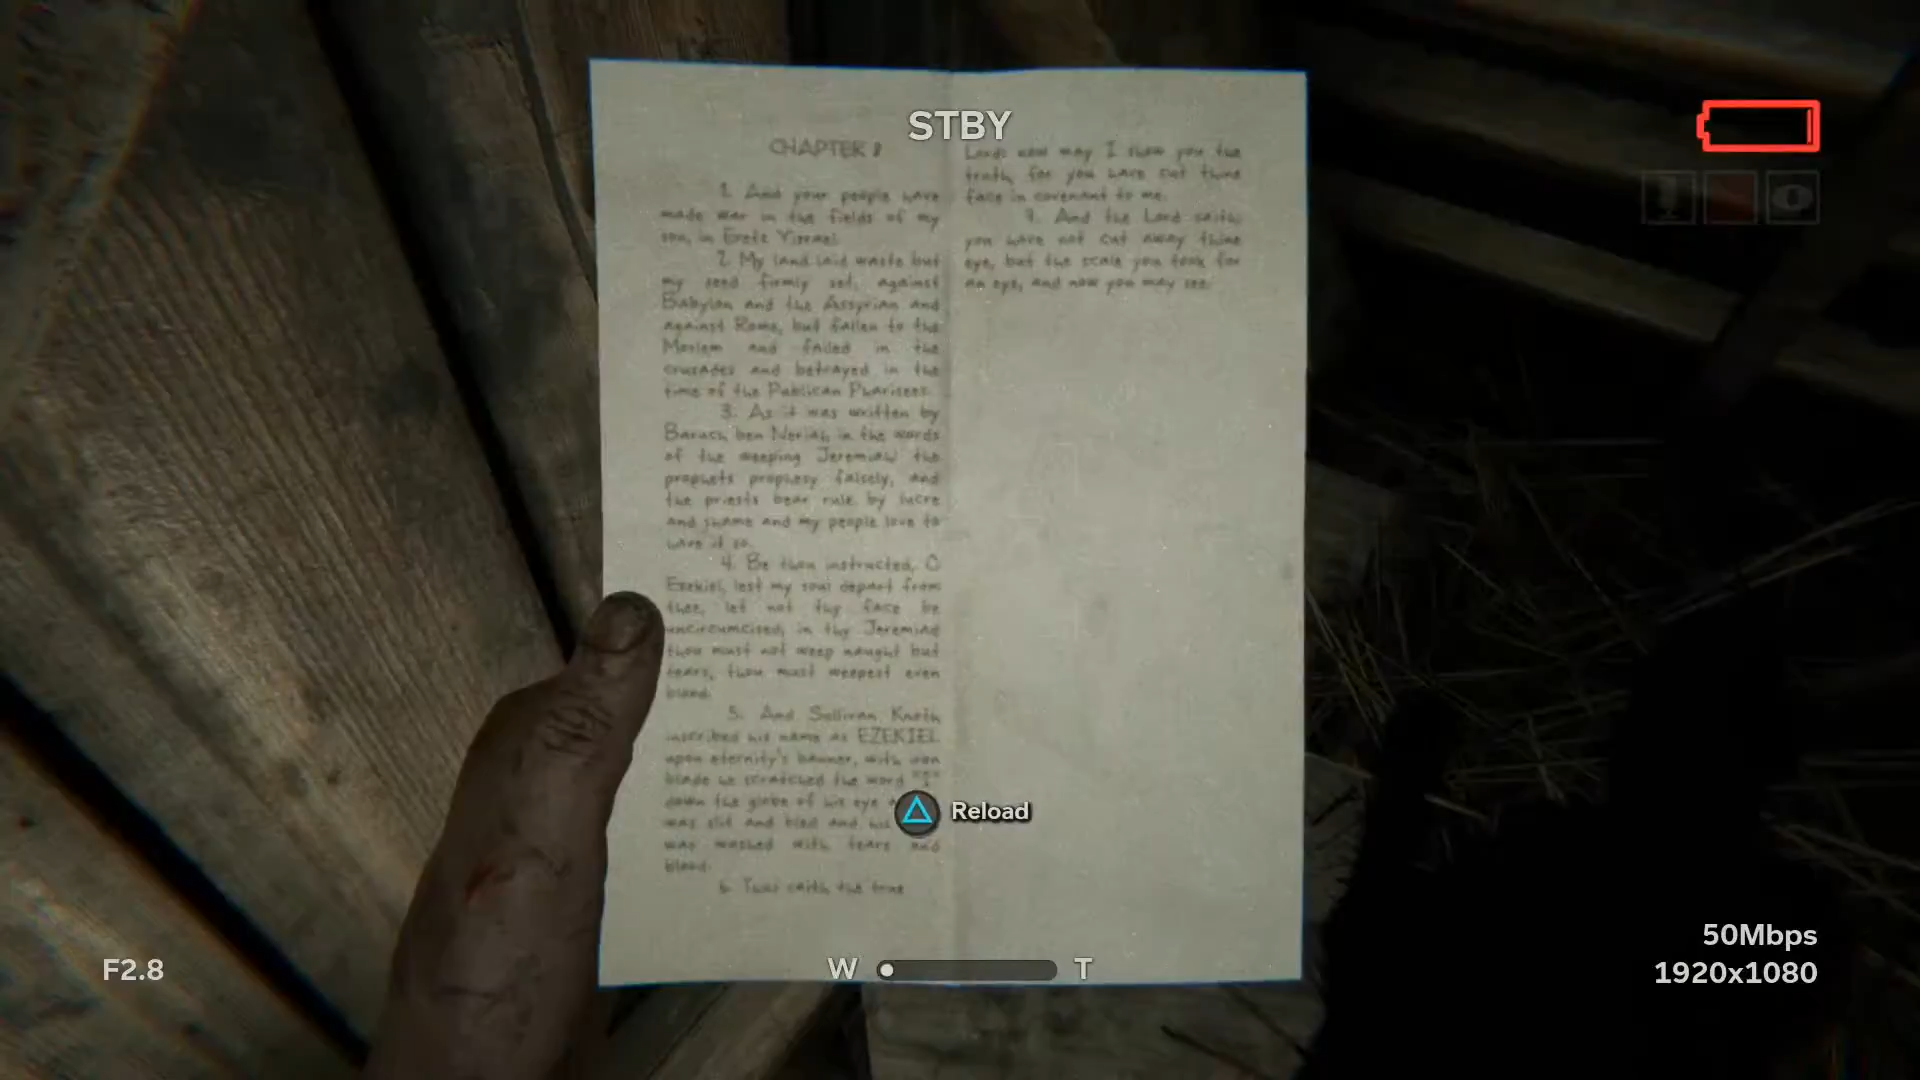 STBY
CHAPTER
1. And your people have
made war in the fields of my
son, in Eretz Yisrael.
2. My land laid waste but
my seed firmly set, against
Babylon and the Assyrian and
against Rome, but fallen to the
Moslem and failed in the
crusades and betrayed in the
time of the Publican Pharisees.
3. As it was written by
Baruch ben Neriah in the words
of the weeping Jeremiah the
prophets prophesy falsely, and
the priests bear rule by lucre
and shame and my people love to
have it so.
4. Be thou instructed, O
Ezekiel, lest my soul depart from
thee, let not thy face be
uncircumcised, in thy Jeremiad
thou must not weep naught but
tears, thou must weepest even
blood.
5. And Sullivan Knoth
inscribed his name as EZEKIEL
upon eternity's banner, with iron
blade he scratched the word
down the globe of his eye
was slit and bled and his
was washed with tears and
blood.
6. Thus saith the true
Lord: now may I show you the
truth, for you have cut thine
face in covenant to me.
7. And the Lord saith,
you have not cut away thine
eye, but the scale you took for
an eye, and now you may see.
Reload
F2.8
W T
50Mbps
1920x1080